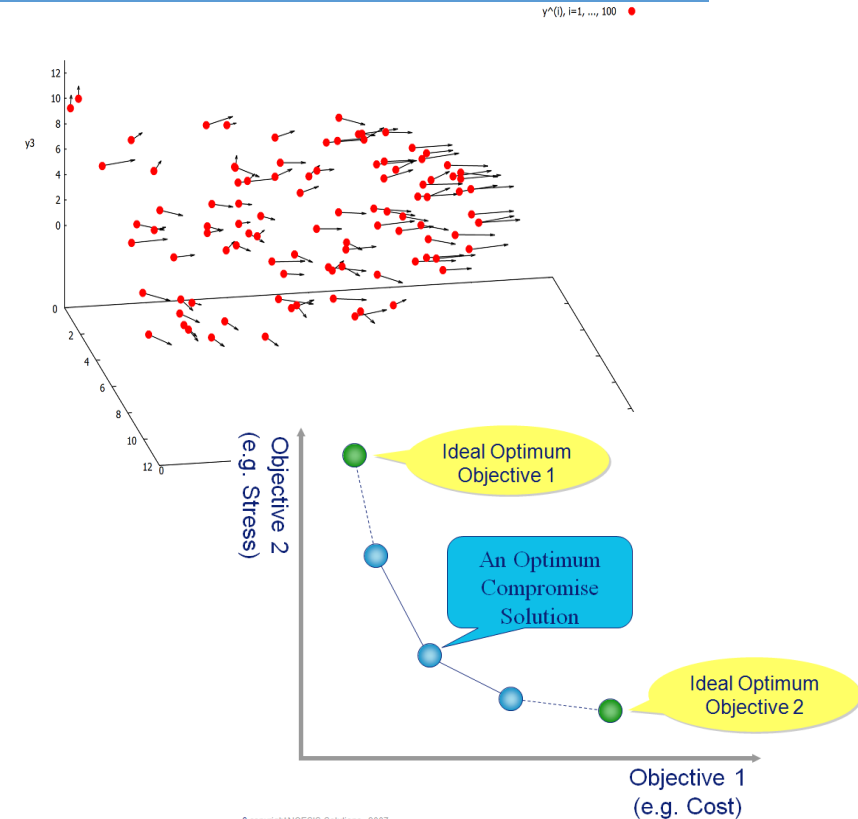 y^(i), i=1, ..., 100
12
10
8
6
4
2
0
y3
0
2
4
6
8
10
12
0
Objective 2
(e.g. Stress)
Ideal Optimum
Objective 1
An Optimum
Compromise
Solution
Ideal Optimum
Objective 2
Objective 1
(e.g. Cost)